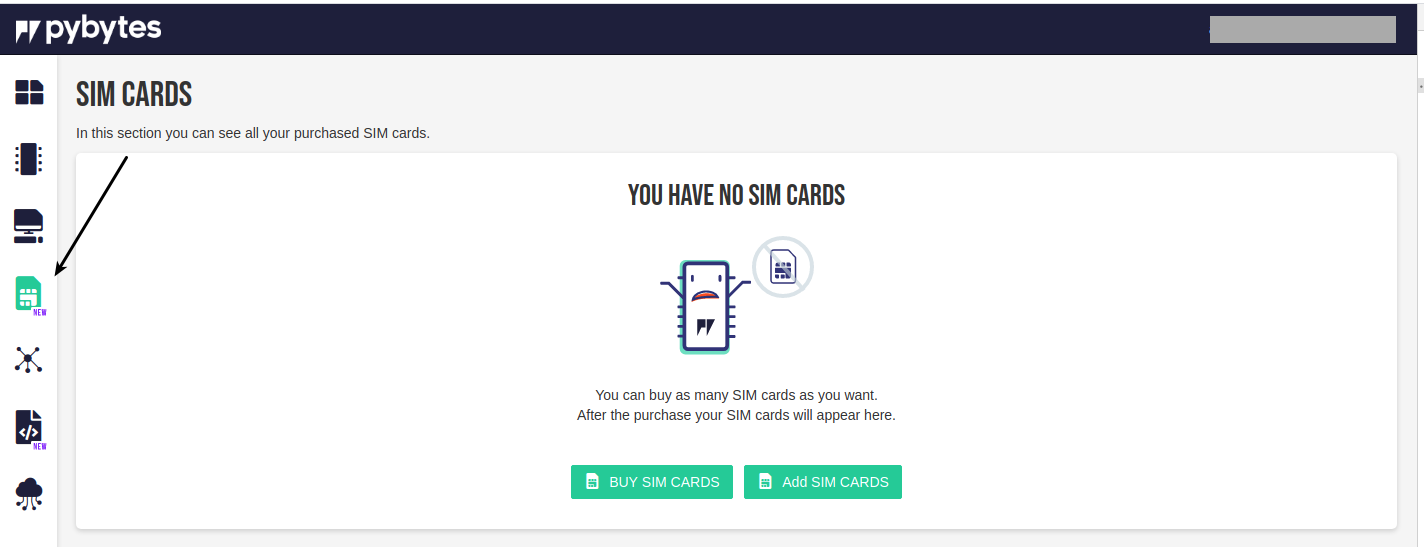 pybytes
SIM CARDS
In this section you can see all your purchased SIM cards.
YOU HAVE NO SIM CARDS
NEW
You can buy as many SIM cards as you want.
After the purchase your SIM cards will appear here.
NEW
BUY SIM CARDS
Add SIM CARDS